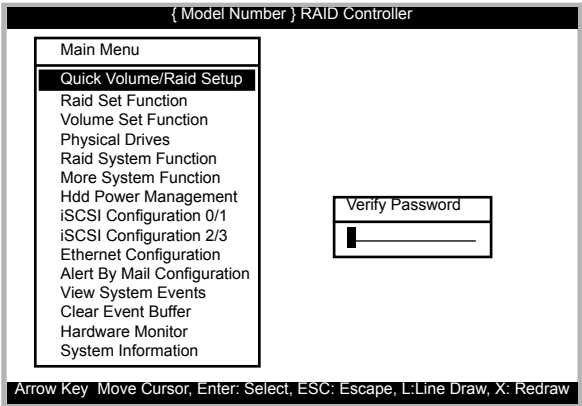 { Model Number } RAID Controller
Main Menu
Quick Volume/Raid Setup
Raid Set Function
Volume Set Function
Physical Drives
Raid System Function
More System Function
Hdd Power Management
iSCSI Configuration 0/1
iSCSI Configuration 2/3
Ethernet Configuration
Alert By Mail Configuration
View System Events
Clear Event Buffer
Hardware Monitor
System Information
Verify Password
Arrow Key Move Cursor, Enter: Select, ESC: Escape, L:Line Draw, X: Redraw